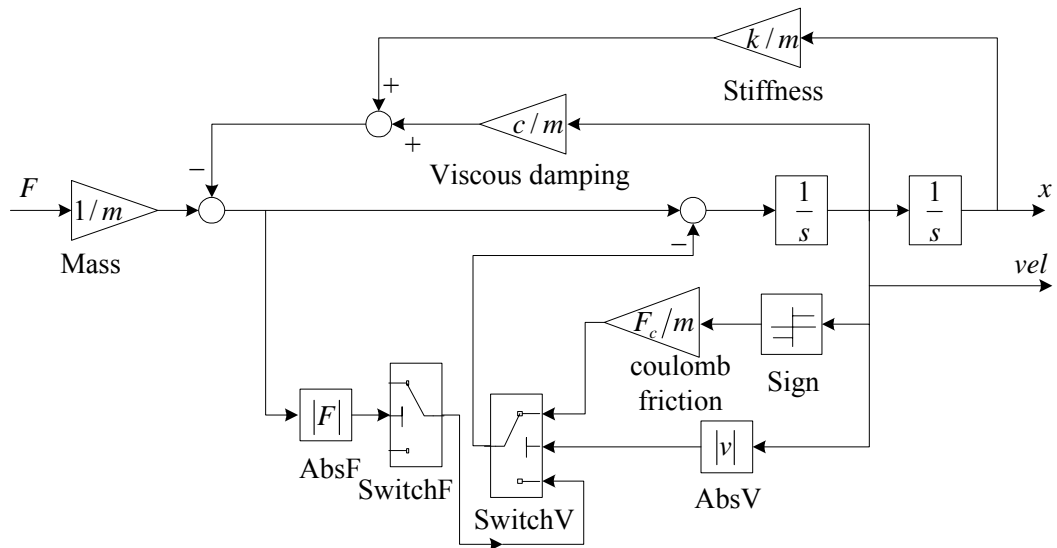 k/m
Stiffness
+
c/m
+
Viscous damping
−
F
1/m
Mass
1
s
1
s
x
−
vel
F_c/m
coulomb
friction
Sign
|F|
AbsF
SwitchF
SwitchV
|v|
AbsV